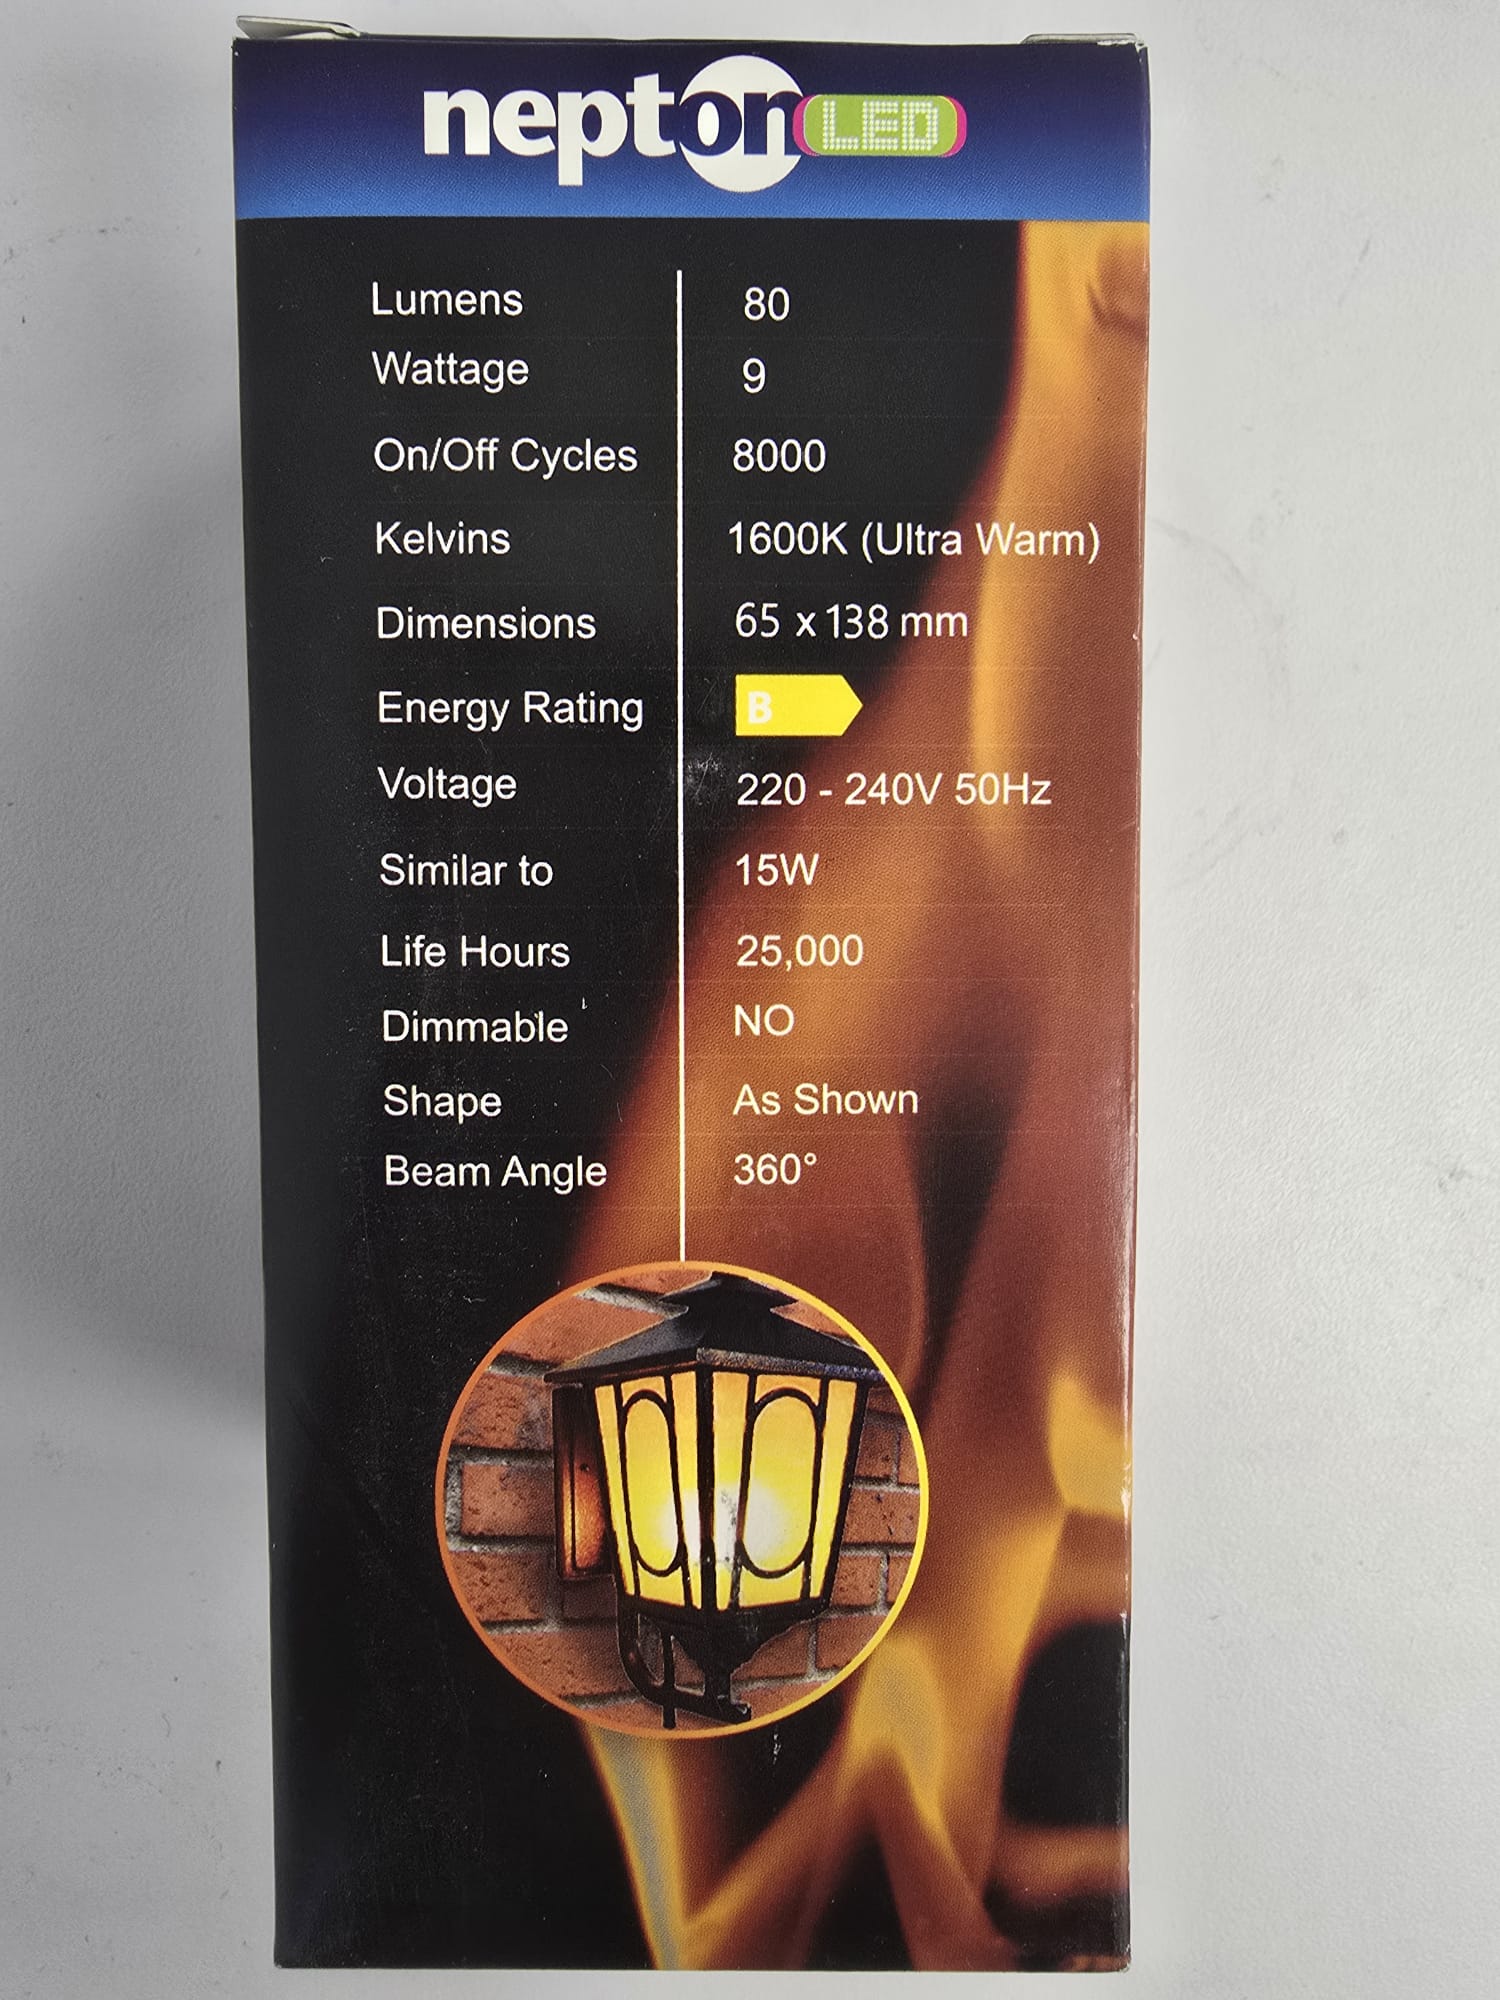 nepton LED
Lumens 80
Wattage 9
On/Off Cycles 8000
Kelvins 1600K (Ultra Warm)
Dimensions 65 x 138 mm
Energy Rating B
Voltage 220 - 240V 50Hz
Similar to 15W
Life Hours 25,000
Dimmable NO
Shape As Shown
Beam Angle 360°